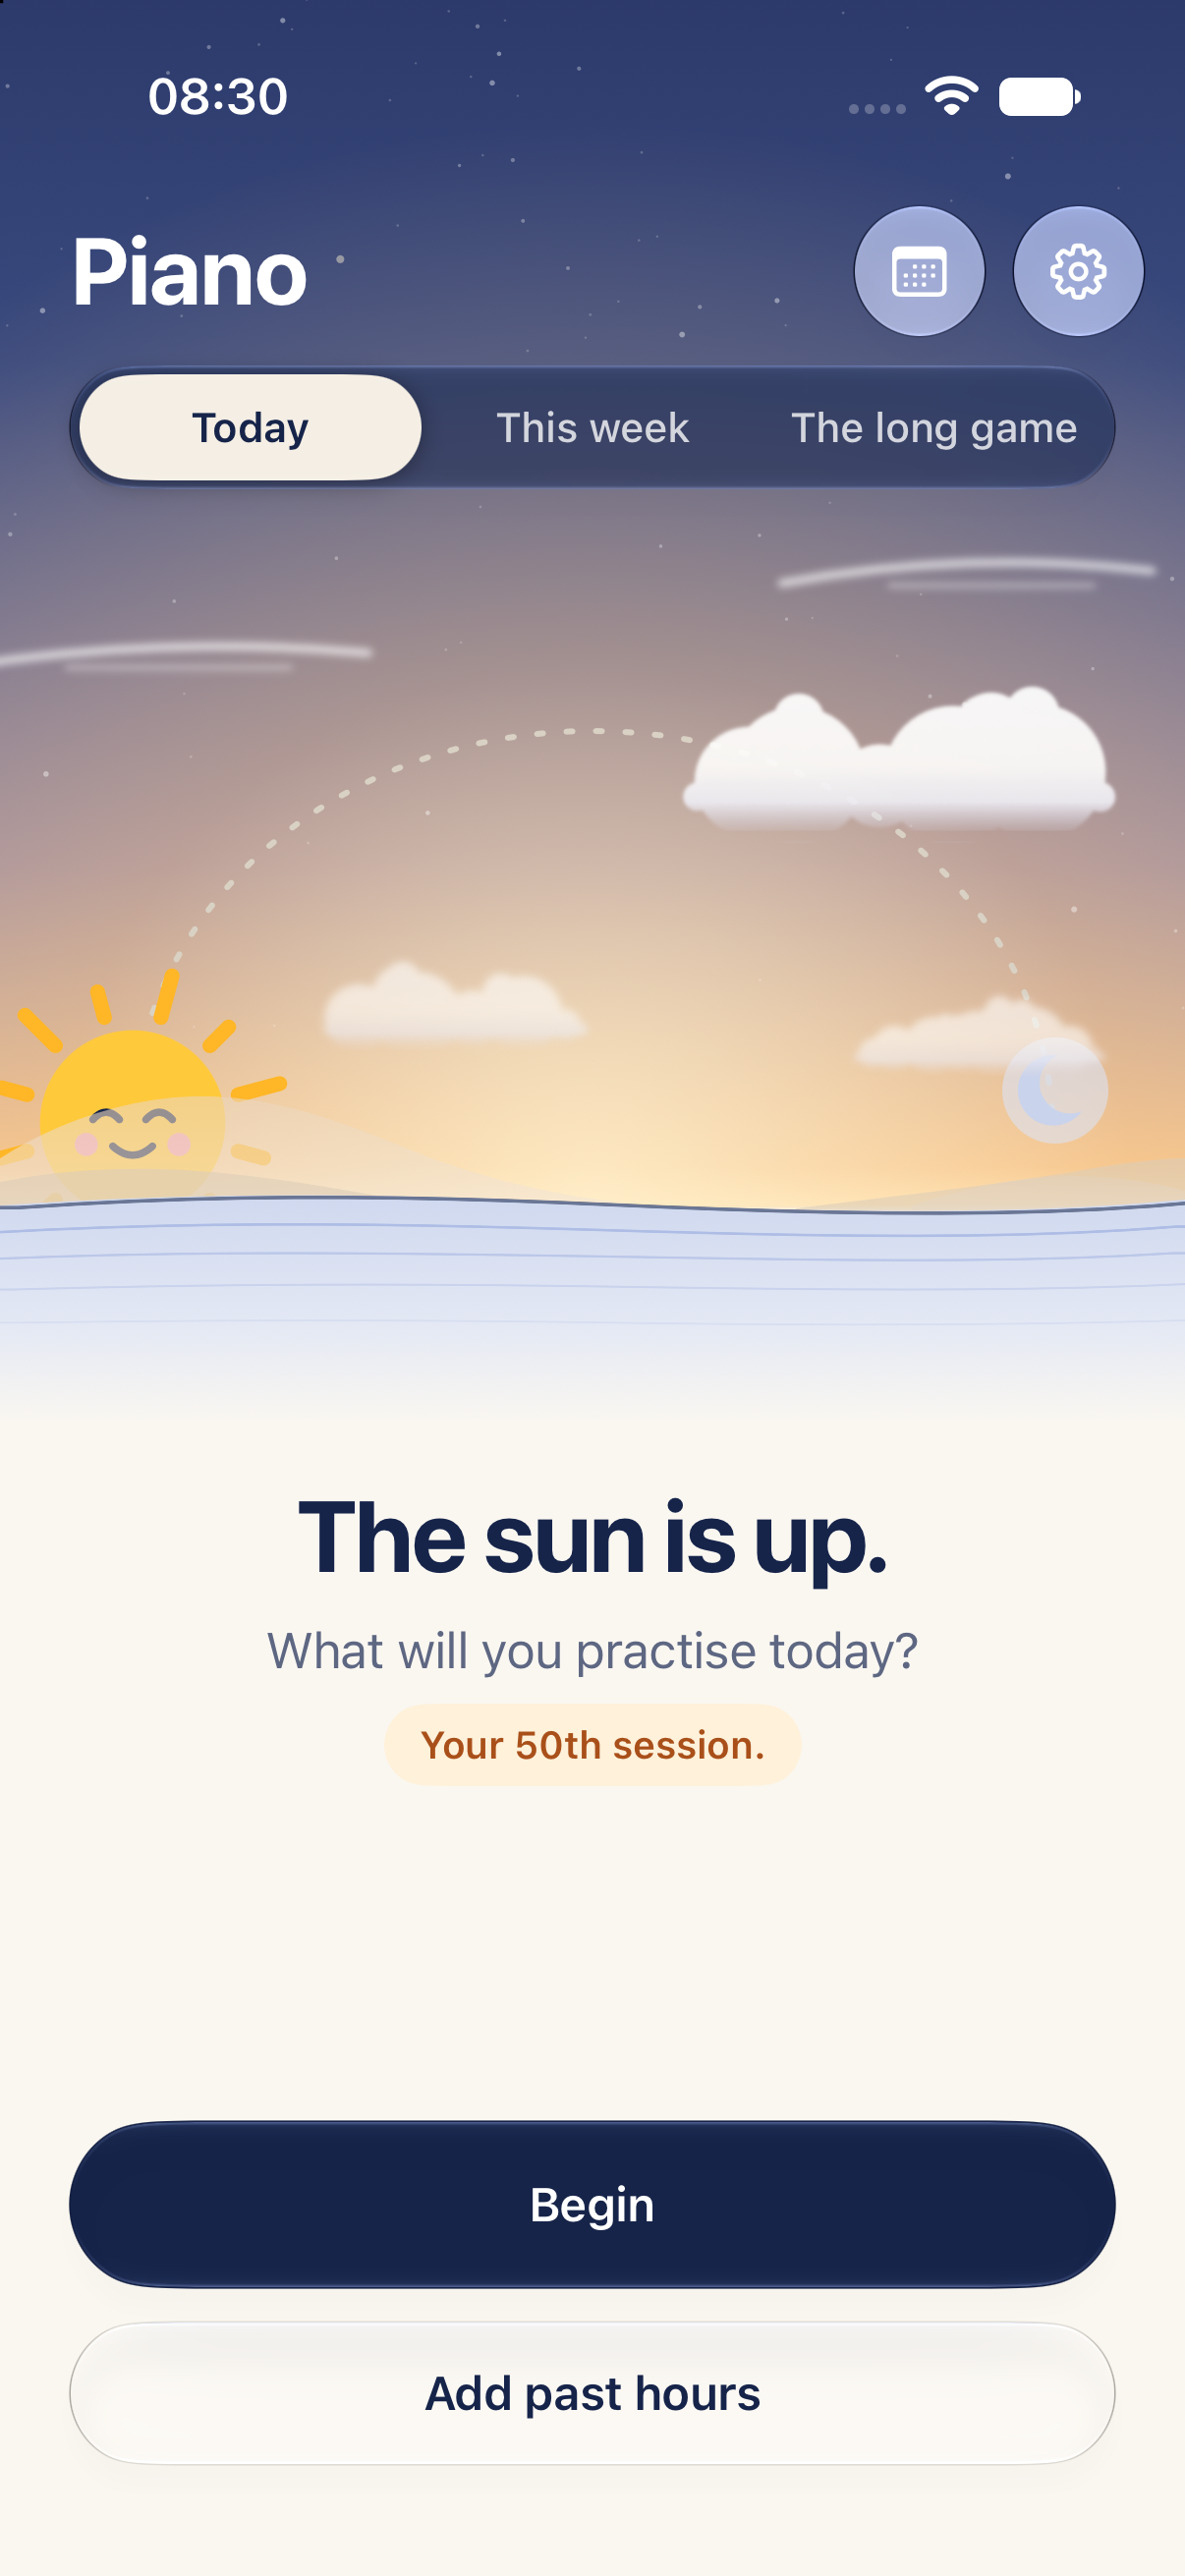 08:30
Piano
Today
This week
The long game
The sun is up.
What will you practise today?
Your 50th session.
Begin
Add past hours